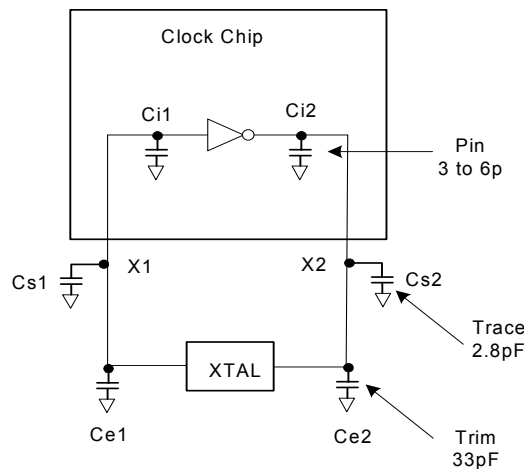 Clock Chip
Ci1
Ci2
Pin
3 to 6p
Cs1
X1
X2
Cs2
Trace
2.8pF
XTAL
Ce1
Ce2
Trim
33pF